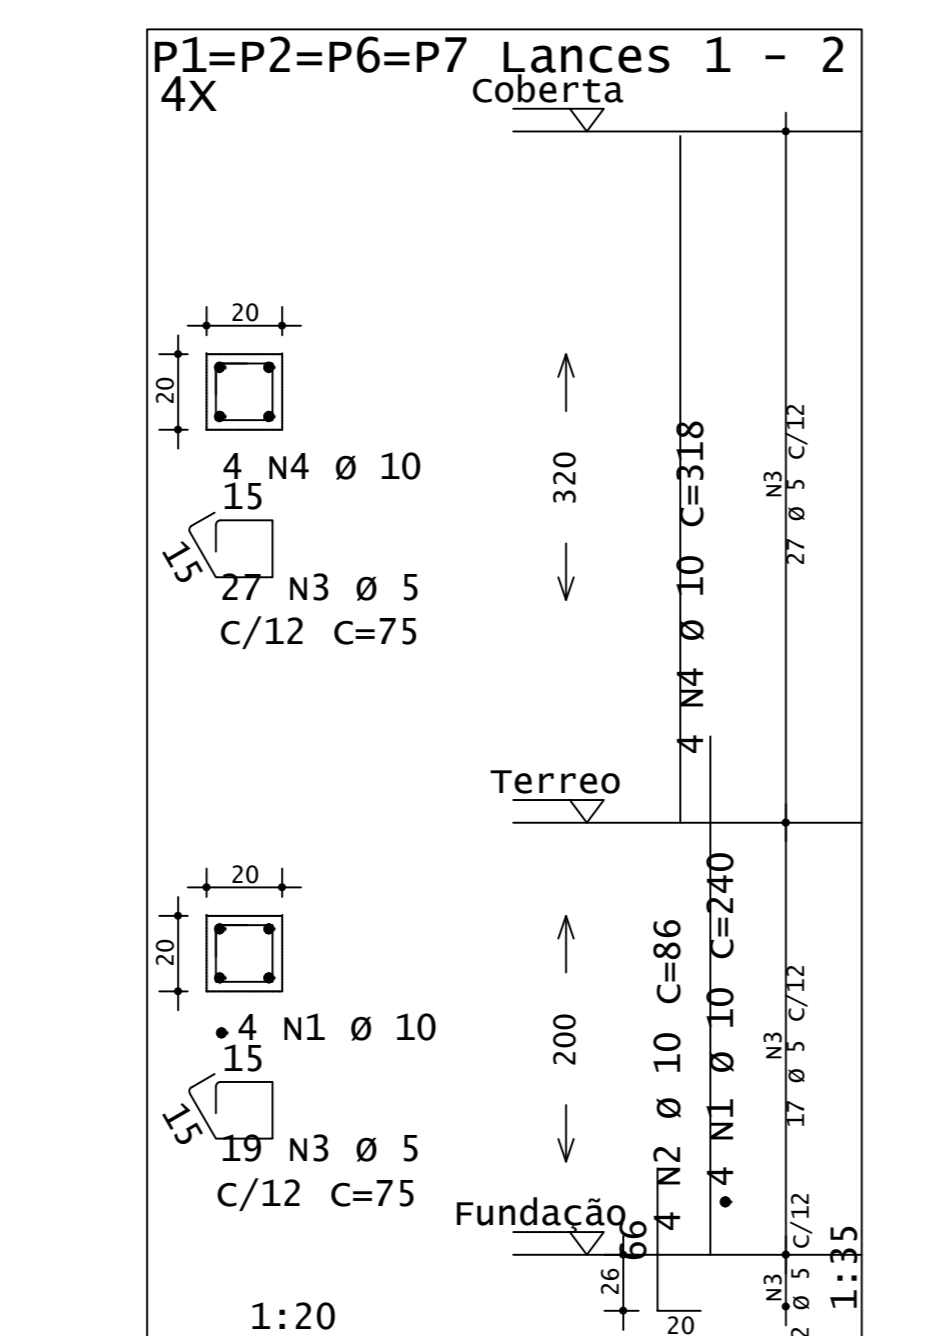 P1=P2=P6=P7 Lances 1 - 2
4X
Coberta
20
20
4 N4 Ø 10
15
15
27 N3 Ø 5
C/12 C=75
320
4 N4 Ø 10 C=318
N3
27 Ø 5 C/12
Terreo
20
20
4 N1 Ø 10
15
15
19 N3 Ø 5
C/12 C=75
200
4 N2 Ø 10 C=86
4 N1 Ø 10 C=240
N3
17 Ø 5 C/12
Fundação
66
26
20
N3
2 Ø 5 C/12
1:35
1:20